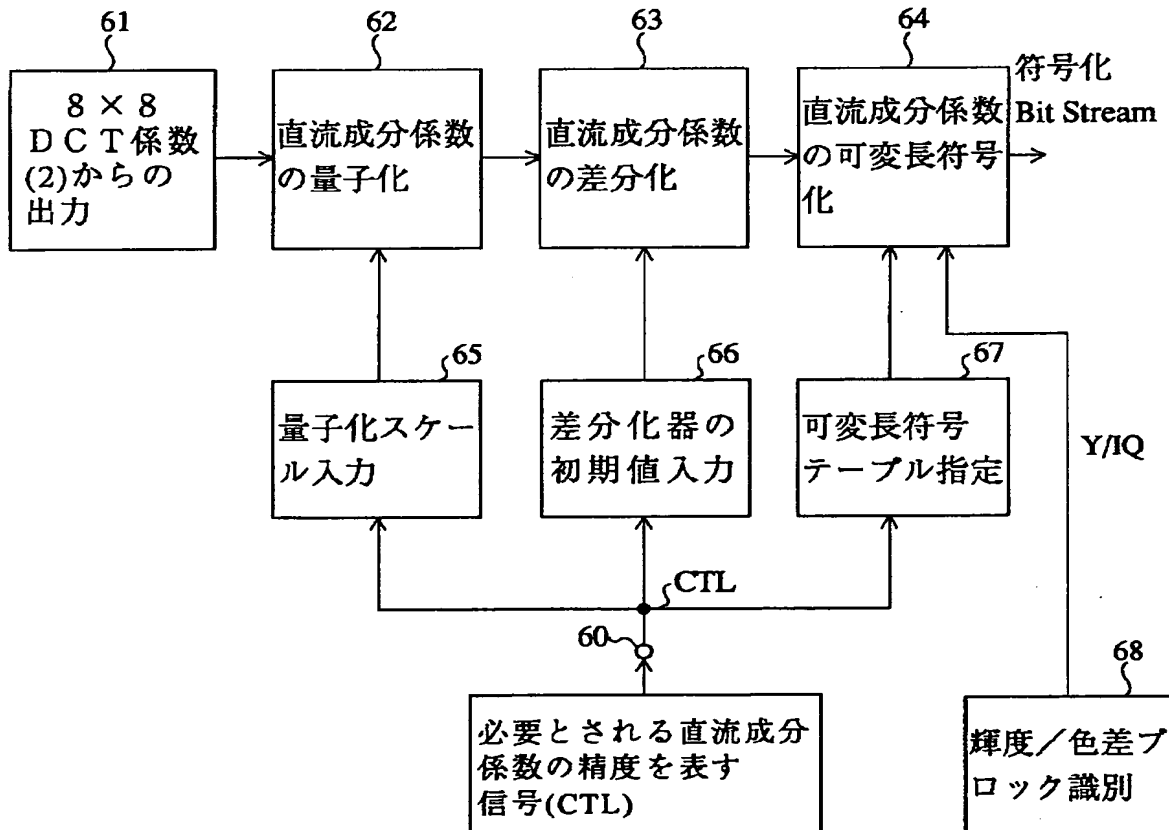 61
62
63
64
8 × 8
DCT係数
(2)からの
出力
直流成分係数
の量子化
直流成分係数
の差分化
直流成分係数
の可変長符号
化
符号化
Bit Stream
65
66
67
量子化スケー
ル入力
差分化器の
初期値入力
可変長符号
テーブル指定
Y/IQ
CTL
60
68
必要とされる直流成分
係数の精度を表す
信号(CTL)
輝度／色差ブ
ロック識別